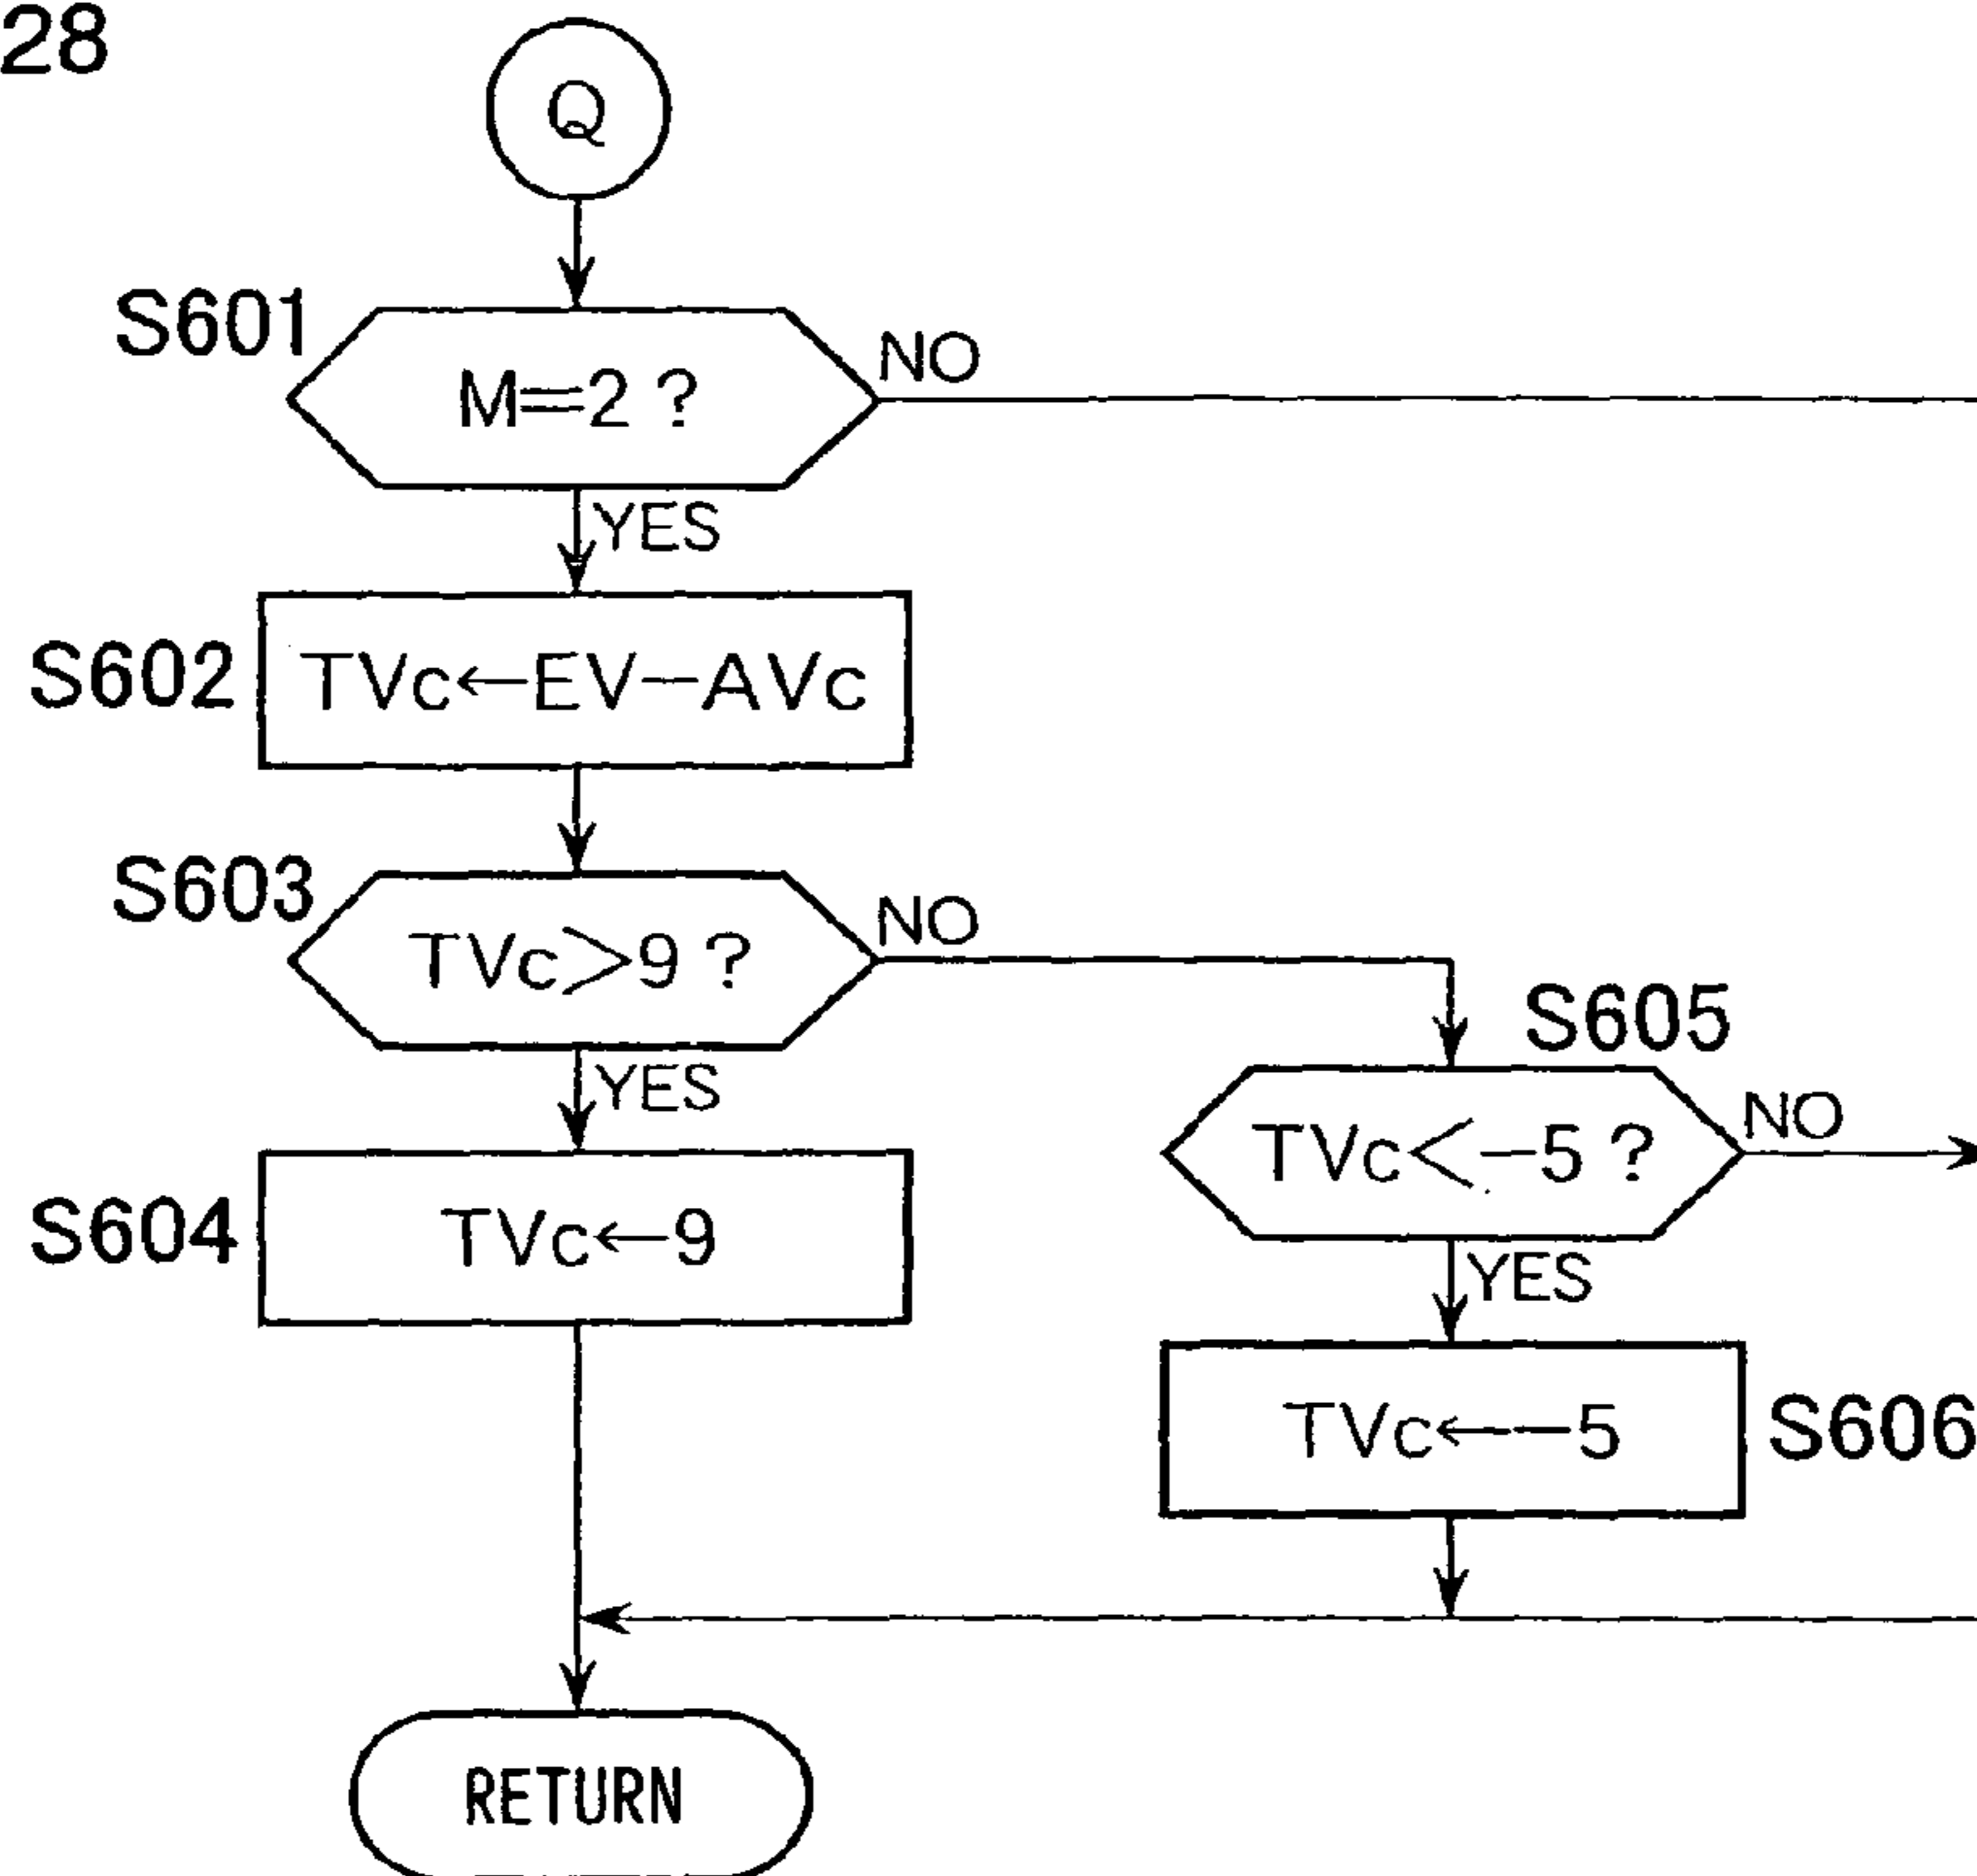 28
Q
S601
M=2 ?
NO
YES
S602
TVc←EV−AVc
S603
TVc>9 ?
NO
YES
S605
TVc<−5 ?
NO
YES
S604
TVc←9
TVc←−5
S606
RETURN